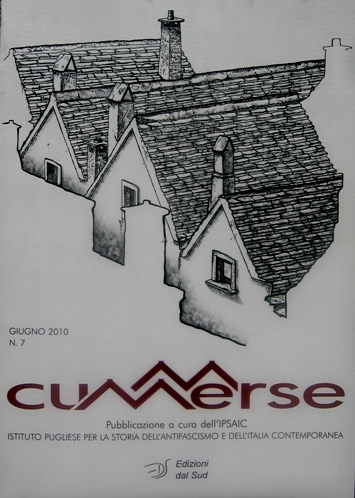 GIUGNO 2010
N. 7
cummerse
Pubblicazione a cura dell'IPSAIC
ISTITUTO PUGLIESE PER LA STORIA DELL'ANTIFASCISMO E DELL'ITALIA CONTEMPORANEA
EDS Edizioni
dal Sud